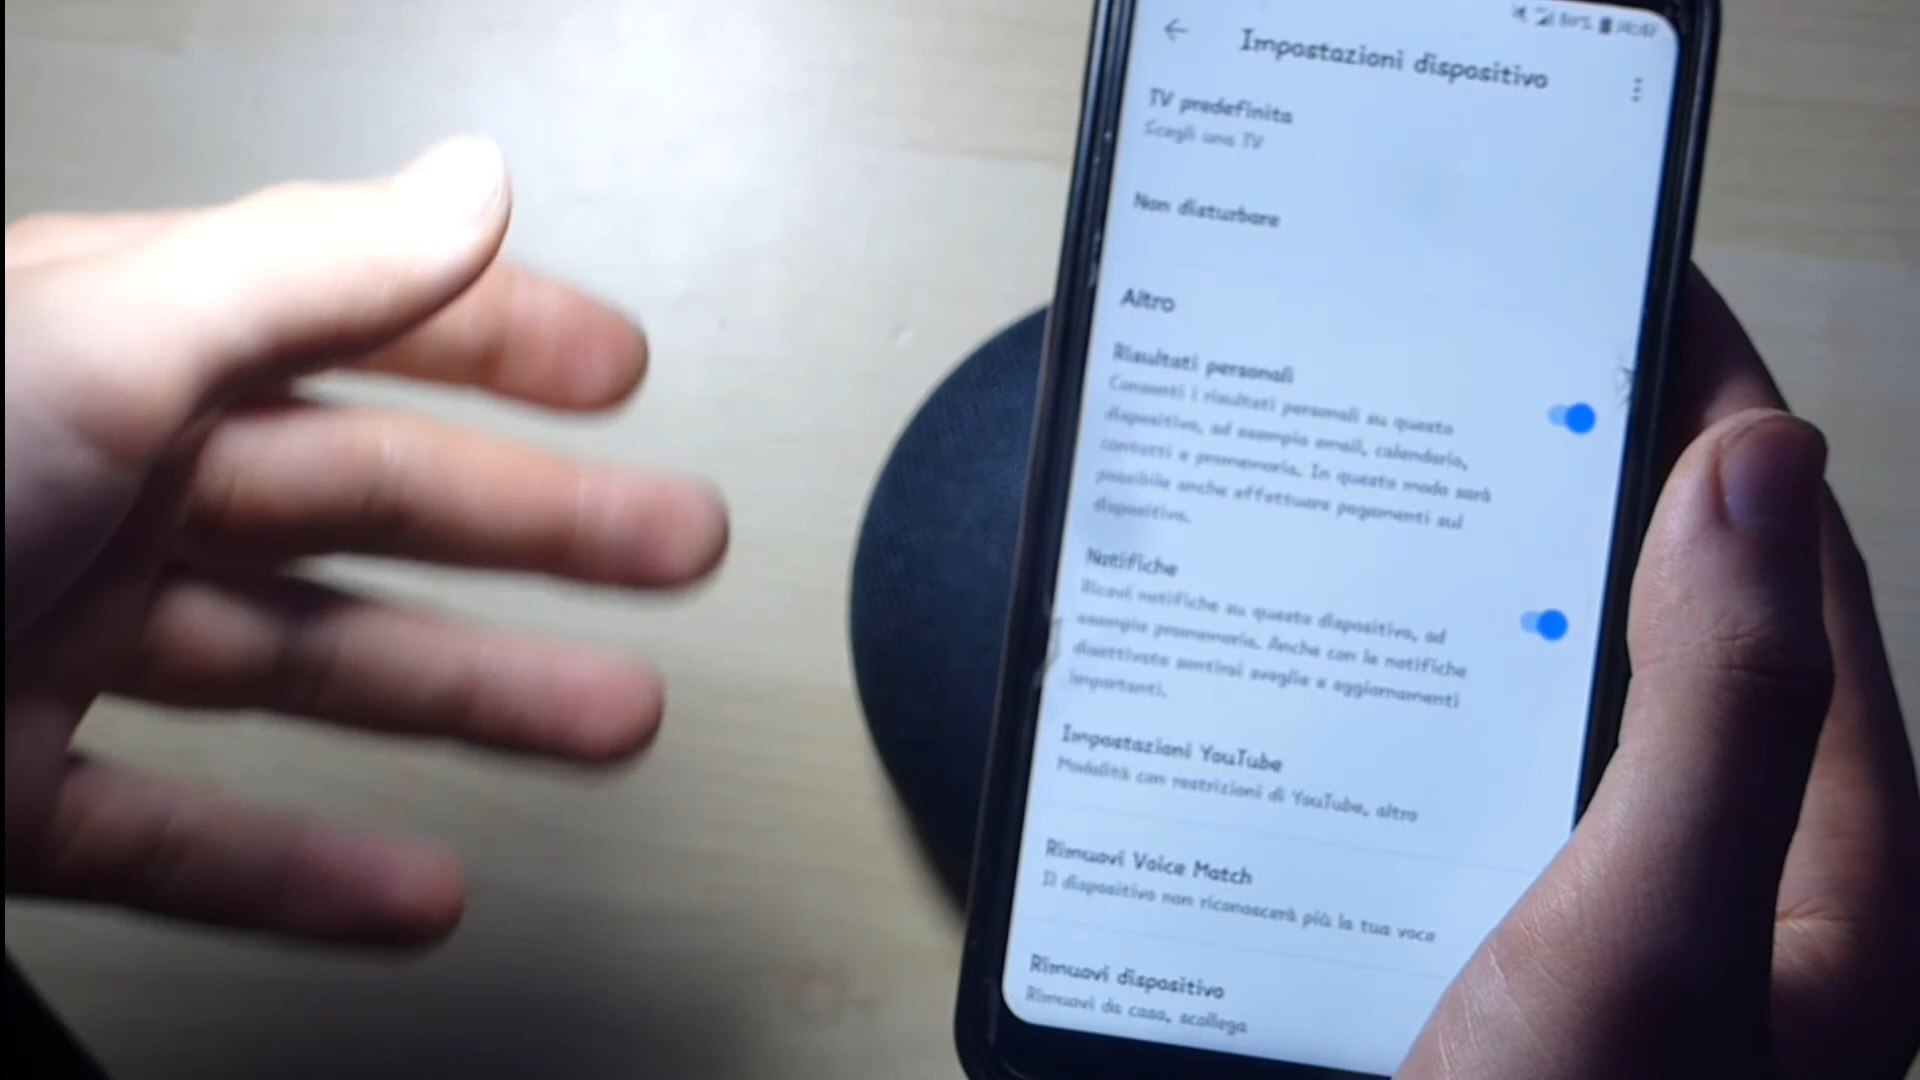 Impostazioni dispositivo
TV predefinita
Scegli una TV
Non disturbare
Altro
Risultati personali
Consenti i risultati personali su questo
dispositivo, ad esempio email, calendario,
contatti e promemoria. In questo modo sarà
possibile anche effettuare pagamenti sul
dispositivo.
Notifiche
Ricevi notifiche su questo dispositivo, ad
esempio promemoria. Anche con le notifiche
disattivate sentirai sveglie e aggiornamenti
importanti.
Impostazioni YouTube
Modalità con restrizioni di YouTube, altro
Rimuovi Voice Match
Il dispositivo non riconoscerà più la tua voce
Rimuovi dispositivo
Rimuovi da casa, scollega